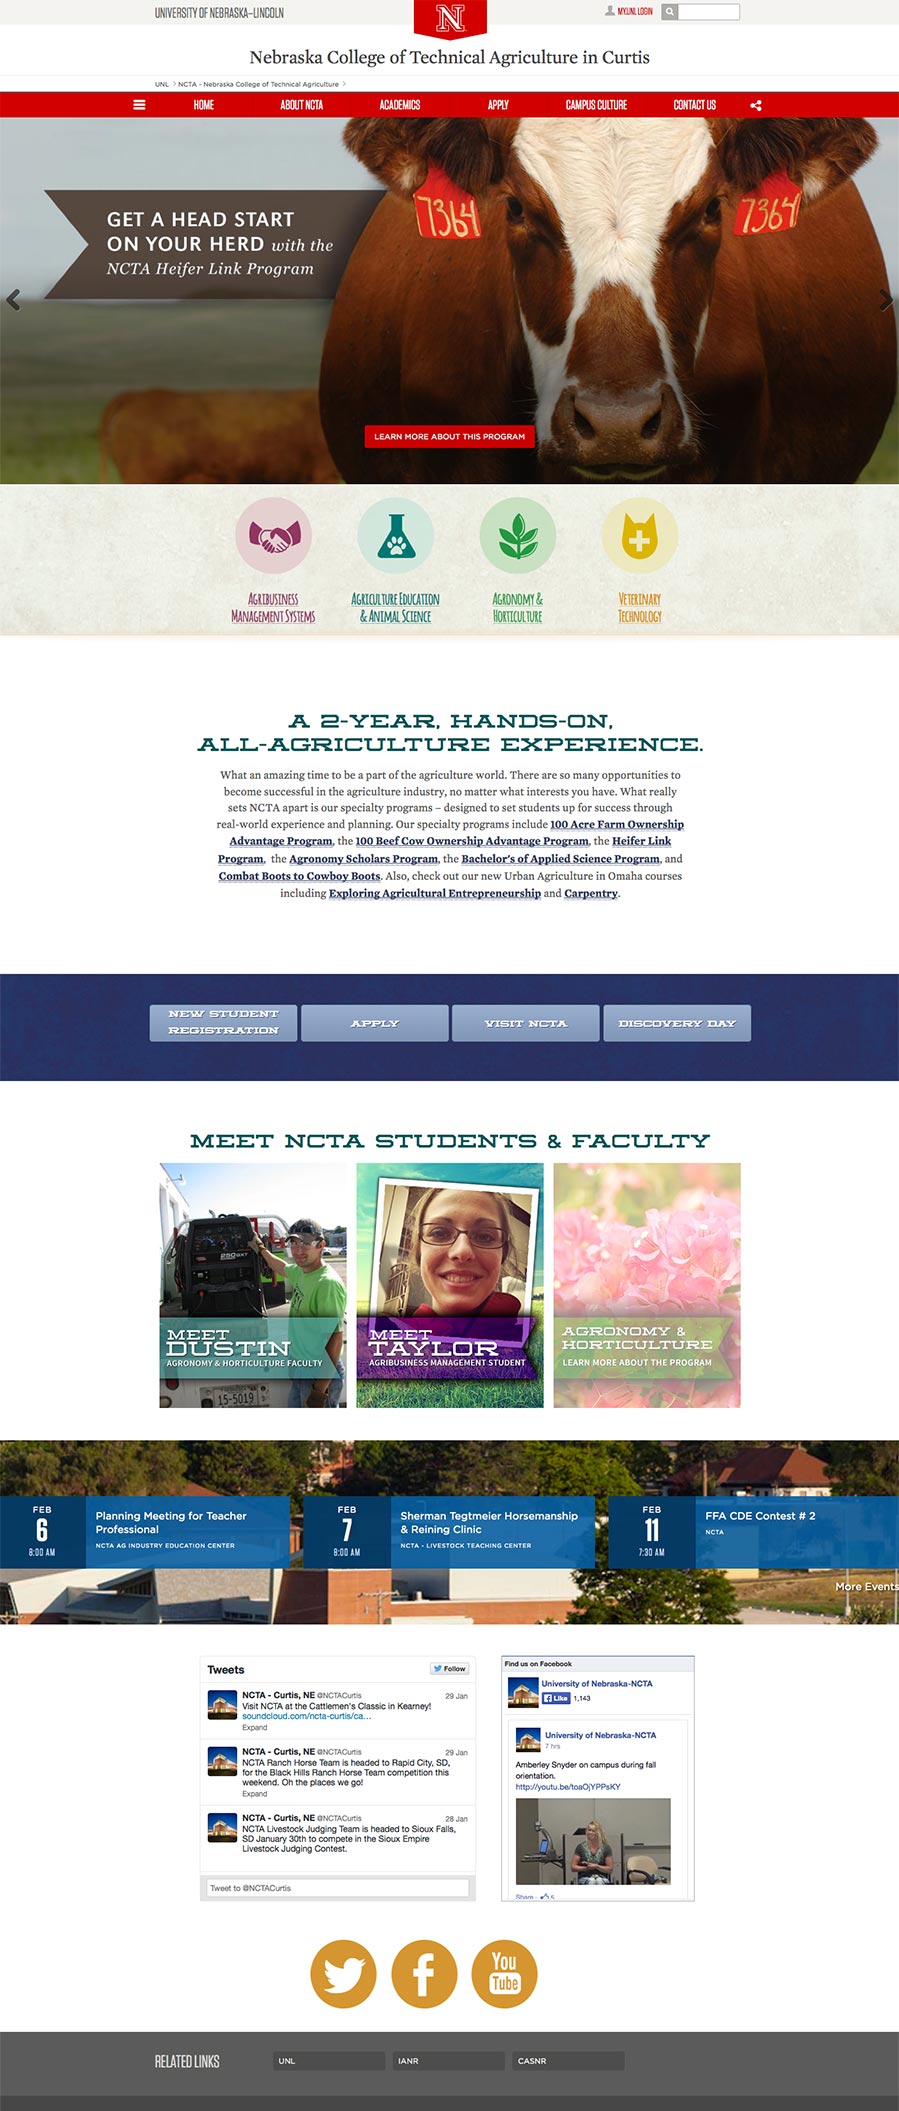 UNIVERSITY OF NEBRASKA–LINCOLN
N
MY.UNL LOGIN
Nebraska College of Technical Agriculture in Curtis
UNL > NCTA - Nebraska College of Technical Agriculture >
HOME ABOUT NCTA ACADEMICS APPLY CAMPUS CULTURE CONTACT US
7364 7364
GET A HEAD START
ON YOUR HERD with the
NCTA Heifer Link Program
LEARN MORE ABOUT THIS PROGRAM
AGRIBUSINESS
MANAGEMENT SYSTEMS
AGRICULTURE EDUCATION
& ANIMAL SCIENCE
AGRONOMY &
HORTICULTURE
VETERINARY
TECHNOLOGY
A 2-YEAR, HANDS-ON,
ALL-AGRICULTURE EXPERIENCE.
What an amazing time to be a part of the agriculture world. There are so many opportunities to
become successful in the agriculture industry, no matter what interests you have. What really
sets NCTA apart is our specialty programs – designed to set students up for success through
real-world experience and planning. Our specialty programs include 100 Acre Farm Ownership
Advantage Program, the 100 Beef Cow Ownership Advantage Program, the Heifer Link
Program, the Agronomy Scholars Program, the Bachelor's of Applied Science Program, and
Combat Boots to Cowboy Boots. Also, check out our new Urban Agriculture in Omaha courses
including Exploring Agricultural Entrepreneurship and Carpentry.
NEW STUDENT
REGISTRATION
APPLY
VISIT NCTA
DISCOVERY DAY
MEET NCTA STUDENTS & FACULTY
250GXT
MEET
DUSTIN
AGRONOMY & HORTICULTURE FACULTY
15-5019
MEET
TAYLOR
AGRIBUSINESS MANAGEMENT STUDENT
AGRONOMY &
HORTICULTURE
LEARN MORE ABOUT THE PROGRAM
FEB
6
8:00 AM
Planning Meeting for Teacher
Professional
NCTA AG INDUSTRY EDUCATION CENTER
FEB
7
8:00 AM
Sherman Tegtmeier Horsemanship
& Reining Clinic
NCTA - LIVESTOCK TEACHING CENTER
FEB
11
7:30 AM
FFA CDE Contest # 2
NCTA
More Events
Tweets
Follow
NCTA - Curtis, NE @NCTACurtis 29 Jan
Visit NCTA at the Cattlemen's Classic in Kearney!
soundcloud.com/ncta-curtis/ca...
Expand
NCTA - Curtis, NE @NCTACurtis 29 Jan
NCTA Ranch Horse Team is headed to Rapid City, SD,
for the Black Hills Ranch Horse Team competition this
weekend. Oh the places we go!
Expand
NCTA - Curtis, NE @NCTACurtis 28 Jan
NCTA Livestock Judging Team is headed to Sioux Falls,
SD January 30th to compete in the Sioux Empire
Livestock Judging Contest.
Tweet to @NCTACurtis
Find us on Facebook
University of Nebraska-NCTA
Like 1,143
University of Nebraska-NCTA
7 hrs
Amberley Snyder on campus during fall
orientation.
http://youtu.be/toaOjYPPsKY
Share · 5
You
Tube
RELATED LINKS
UNL
IANR
CASNR